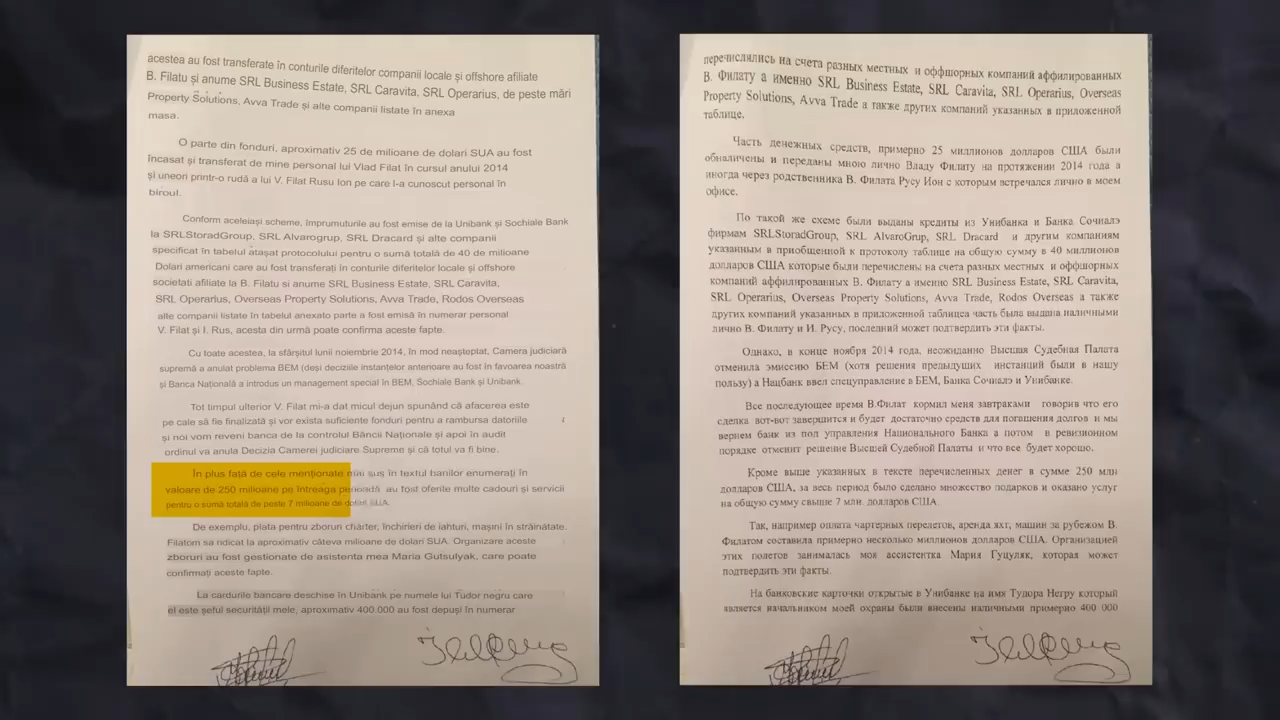 acestea au fost transferate în conturile diferitelor companii locale și offshore afiliate
B. Filatu și anume SRL Business Estate, SRL Caravita, SRL Operarius, de peste mări
Property Solutions, Avva Trade și alte companii listate în anexa
masa.
O parte din fonduri, aproximativ 25 de milioane de dolari SUA au fost
încasat și transferat de mine personal lui Vlad Filat în cursul anului 2014
și uneori printr-o rudă a lui V. Filat Rusu Ion pe care l-a cunoscut personal în
biroul.
Conform aceleiași scheme, împrumuturile au fost emise de la Unibank și Sochiale Bank
la SRLStoradGroup, SRL Alvarogrup, SRL Dracard și alte companii
specificat în tabelul atașat protocolului pentru o sumă totală de 40 de milioane
Dolari americani care au fost transferați în conturile diferitelor locale și offshore
societati afiliate la B. Filatu si anume SRL Business Estate, SRL Caravita,
SRL Operarius, Overseas Property Solutions, Avva Trade, Rodos Overseas
alte companii listate în tabelul anexato parte a fost emisă în numerar personal
V. Filat și I. Rus, acesta din urmă poate confirma aceste fapte.
Cu toate acestea, la sfârșitul lunii noiembrie 2014, în mod neașteptat, Camera judiciară
supremă a anulat problema BEM (deși deciziile instanțelor anterioare au fost în favoarea noastră
și Banca Națională a introdus un management special în BEM, Sochiale Bank și Unibank.
Tot timpul ulterior V. Filat mi-a dat micul dejun spunând că afacerea este
pe cale să fie finalizată și vor exista suficiente fonduri pentru a rambursa datoriile
și noi vom reveni banca de la controlul Băncii Naționale și apoi în audit
ordinul va anula Decizia Camerei judiciare Supreme și că totul va fi bine.
În plus față de cele menționate mai sus în textul banilor enumerați în
valoare de 250 milioane pe întreaga perioadă au fost oferite multe cadouri și servicii
pentru o sumă totală de peste 7 milioane de dolari SUA.
De exemplu, plata pentru zboruri charter, închirieri de iahturi, mașini în străinătate.
Filatom sa ridicat la aproximativ câteva milioane de dolari SUA. Organizare aceste
zboruri au fost gestionate de asistenta mea Maria Gutsulyak, care poate
confirmați aceste fapte.
La cardurile bancare deschise în Unibank pe numele lui Tudor negru care
el este șeful securității mele, aproximativ 400.000 au fost depuși în numerar
перечислялись на счета разных местных и оффшорных компаний аффилированных
В. Филату а именно SRL Business Estate, SRL Caravita, SRL Operarius, Overseas
Property Solutions, Avva Trade а также других компаний указанных в приложенной
таблице.
Часть денежных средств, примерно 25 миллионов долларов США были
обналичены и переданы мною лично Владу Филату на протяжении 2014 года а
иногда через родственника В. Филата Русу Ион с которым встречался лично в моем
офисе.
По такой же схеме были выданы кредиты из Унибанка и Банка Сочиалэ
фирмам SRLStoradGroup, SRL AlvaroGrup, SRL Dracard и другим компаниям
указанным в приобщенной к протоколу таблице на общую сумму в 40 миллионов
долларов США которые были перечислены на счета разных местных и оффшорных
компаний аффилированных В. Филату а именно SRL Business Estate, SRL Caravita,
SRL Operarius, Overseas Property Solutions, Avva Trade, Rodos Overseas а также
других компаний указанных в приложенной таблицеа часть была выдана наличными
лично В. Филату и И. Русу, последний может подтвердить эти факты.
Однако, в конце ноября 2014 года, неожиданно Высшая Судебная Палата
отменила эмиссию БЕМ (хотя решения предыдущих инстанций были в нашу
пользу) а Нацбанк ввел спецуправление в БЕМ, Банка Сочиалэ и Унибанке.
Все последующее время В.Филат кормил меня завтраками говоря что его
сделка вот-вот завершится и будет достаточно средств для погашения долгов и мы
вернем банк из под управления Национального Банка а потом в ревизионном
порядке отменит решение Высшей Судебной Палаты и что все будет хорошо.
Кроме выше указанных в тексте перечисленных денег в сумме 250 млн
долларов США, за весь период было сделано множество подарков и оказано услуг
на общую сумму свыше 7 млн. долларов США.
Так, например оплата чартерных перелетов, аренда яхт, машин за рубежом В.
Филатом составила примерно несколько миллионов долларов США. Организацией
этих полетов занималась моя ассистентка Мария Гуцуляк, которая может
подтвердить эти факты.
На банковские карточки открытые в Унибанке на имя Тудора Негру который
является начальником моей охраны были внесены наличными примерно 400 000